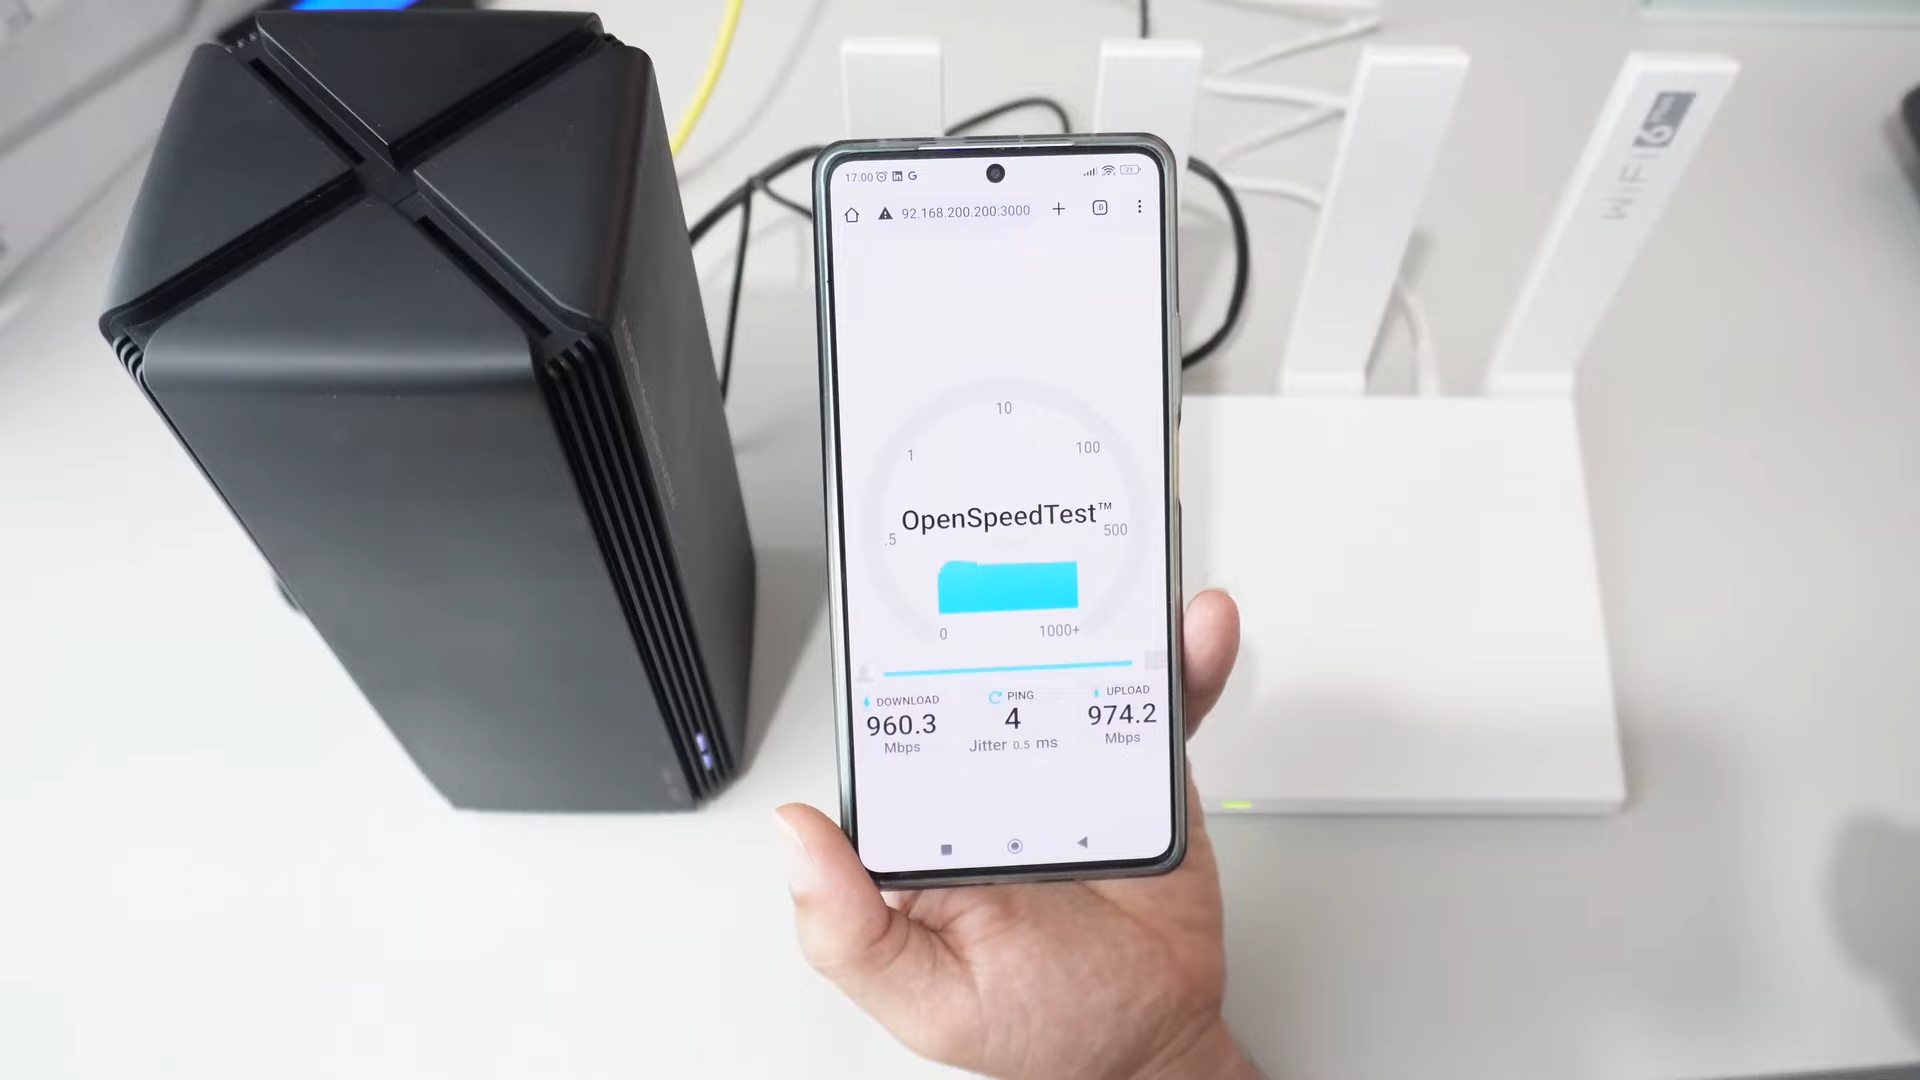 17:00
92.168.200.200:3000
10
1
100
OpenSpeedTest™
.5
500
0
1000+
DOWNLOAD
PING
UPLOAD
960.3
4
974.2
Mbps
Jitter 0.5 ms
Mbps
WiFi 6 Plus